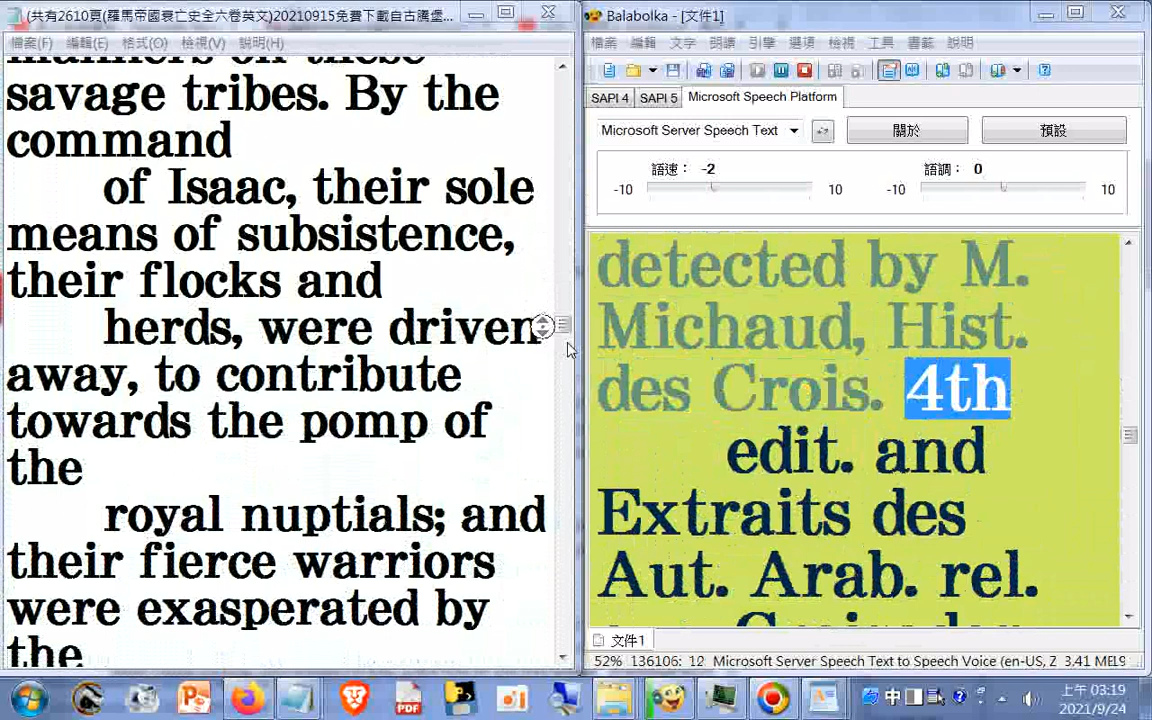 (共有2610頁(羅馬帝國衰亡史全六卷英文)20210915免費下載自古騰堡...
檔案(F) 編輯(E) 格式(O) 檢視(V) 說明(H)
manners on these
savage tribes. By the
command
of Isaac, their sole
means of subsistence,
their flocks and
herds, were driven
away, to contribute
towards the pomp of
the
royal nuptials; and
their fierce warriors
were exasperated by
the
Balabolka - [文件1]
檔案 編輯 文字 朗讀 引擎 選項 檢視 工具 書籤 說明
SAPI 4 SAPI 5 Microsoft Speech Platform
Microsoft Server Speech Text 關於 預設
語速： -2 語調： 0
-10 10 -10 10
detected by M.
Michaud, Hist.
des Crois. 4th
edit. and
Extraits des
Aut. Arab. rel.
文件1
52% 136106: 12 Microsoft Server Speech Text to Speech Voice (en-US, Z 3.41 MEL9
中 上午 03:19
2021/9/24